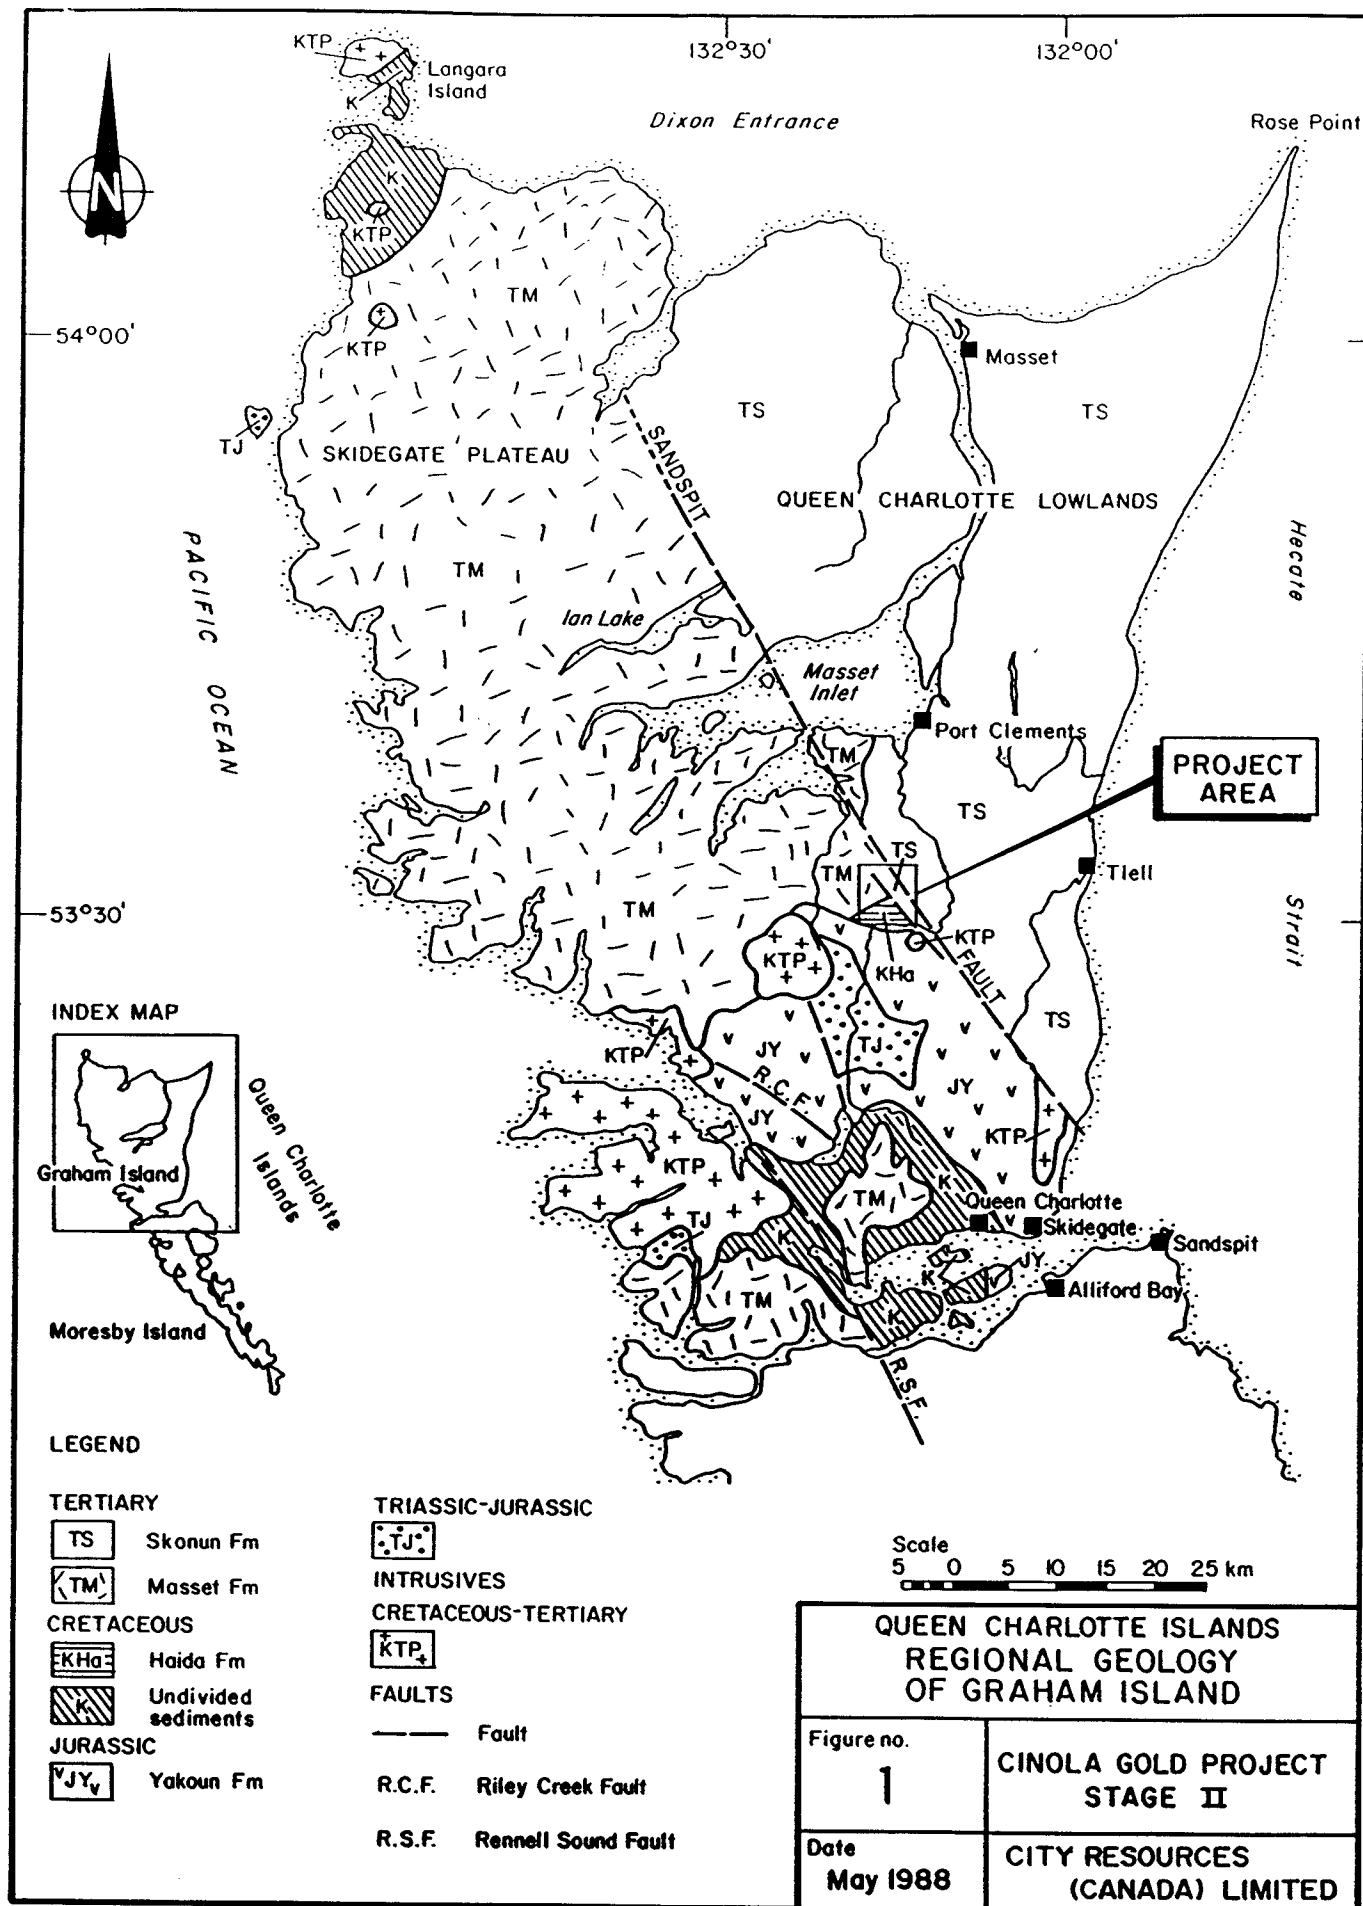 132°30'
132°00'
KTP
Langara
Island
K
Dixon Entrance
Rose Point
N
K
KTP
TM
KTP
54°00'
Masset
TS
TS
TJ
SKIDEGATE PLATEAU
SANDSPIT
QUEEN CHARLOTTE LOWLANDS
PACIFIC OCEAN
TM
Hecate
Ian Lake
Masset
Inlet
Port Clements
TM
PROJECT
AREA
TS
TS
TM
Tlell
53°30'
TM
Strait
KTP
KTP
KHa
FAULT
INDEX MAP
TS
KTP
JY
TJ
R.C.F.
JY
JY
KTP
Queen Charlotte
Islands
Graham Island
KTP
K
TM
Queen Charlotte
TJ
Skidegate
K
Sandspit
JY
K
Alliford Bay
TM
K
Moresby Island
R.S.F.
LEGEND
TERTIARY
TS Skonun Fm
TM Masset Fm
CRETACEOUS
KHa Haida Fm
K Undivided
sediments
JURASSIC
JY Yakoun Fm
TRIASSIC-JURASSIC
TJ
INTRUSIVES
CRETACEOUS-TERTIARY
KTP
FAULTS
Fault
R.C.F. Riley Creek Fault
R.S.F. Rennell Sound Fault
Scale
5 0 5 10 15 20 25 km
QUEEN CHARLOTTE ISLANDS
REGIONAL GEOLOGY
OF GRAHAM ISLAND
Figure no.
1
CINOLA GOLD PROJECT
STAGE II
Date
May 1988
CITY RESOURCES
(CANADA) LIMITED